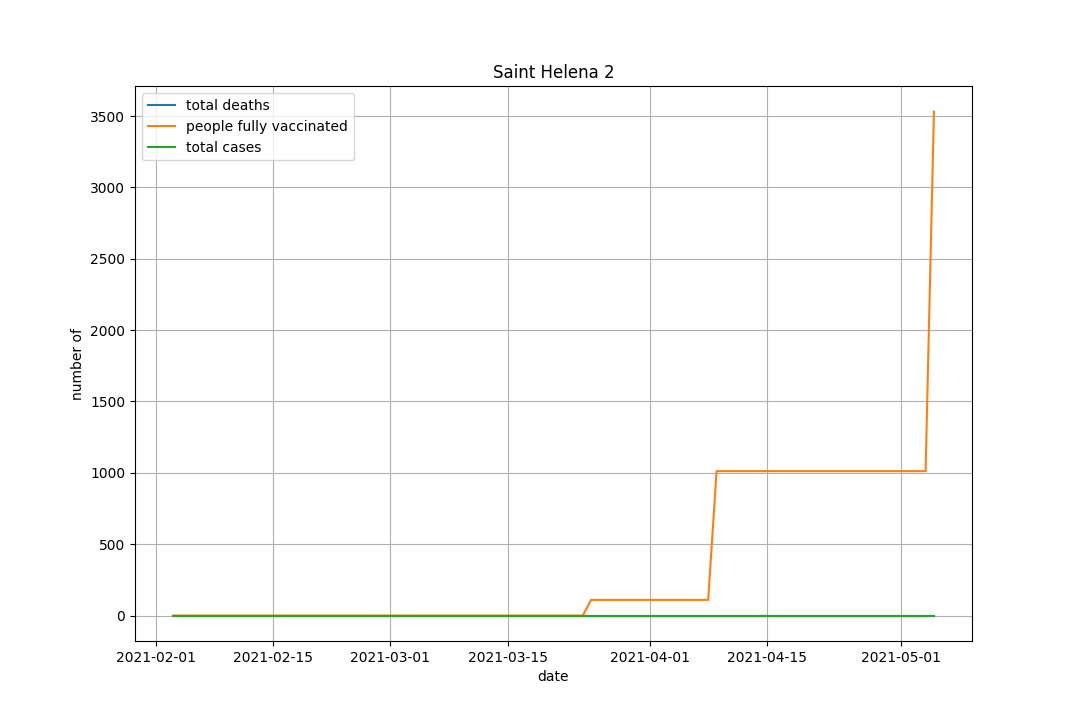 Saint Helena 2
total deaths
people fully vaccinated
total cases
3500
3000
2500
2000
1500
1000
500
0
number of
2021-02-01 2021-02-15 2021-03-01 2021-03-15 2021-04-01 2021-04-15 2021-05-01
date